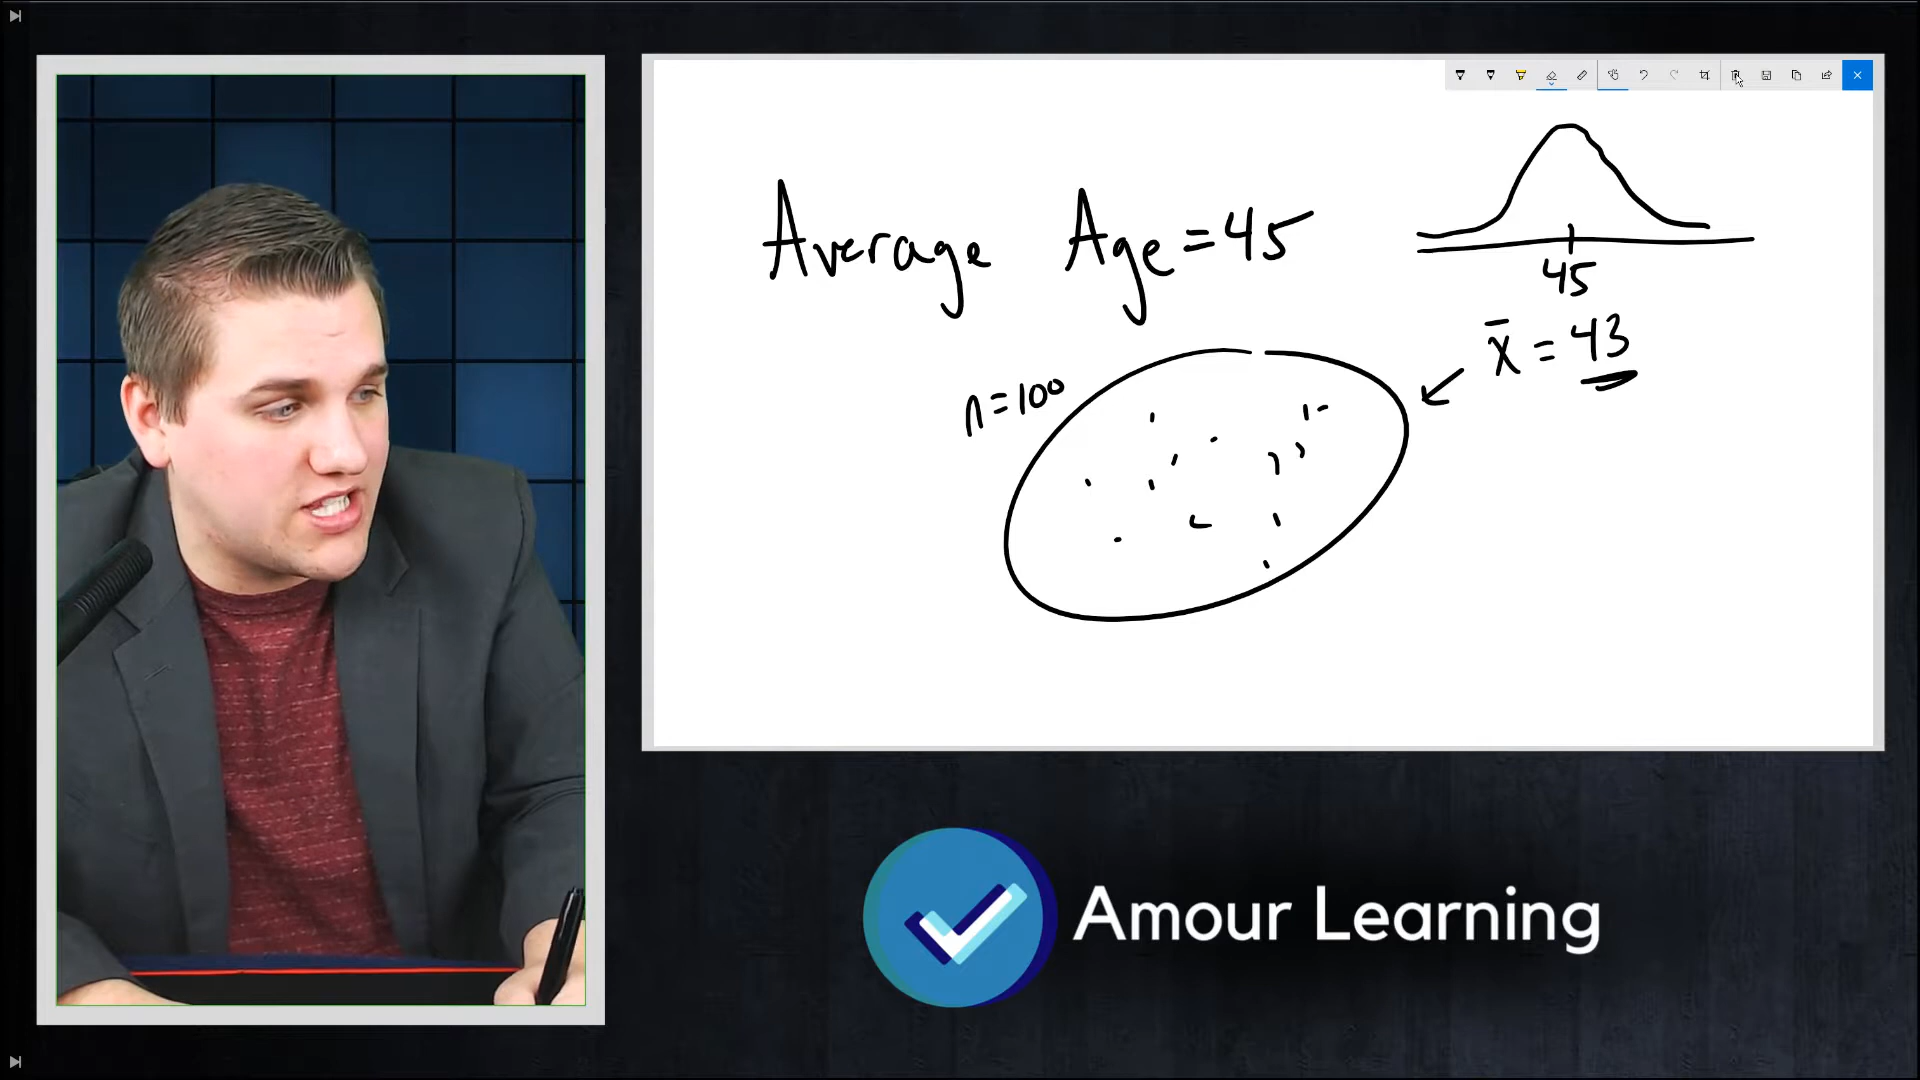 Average Age = 45
45
x̄ = 43
n = 100
Amour Learning